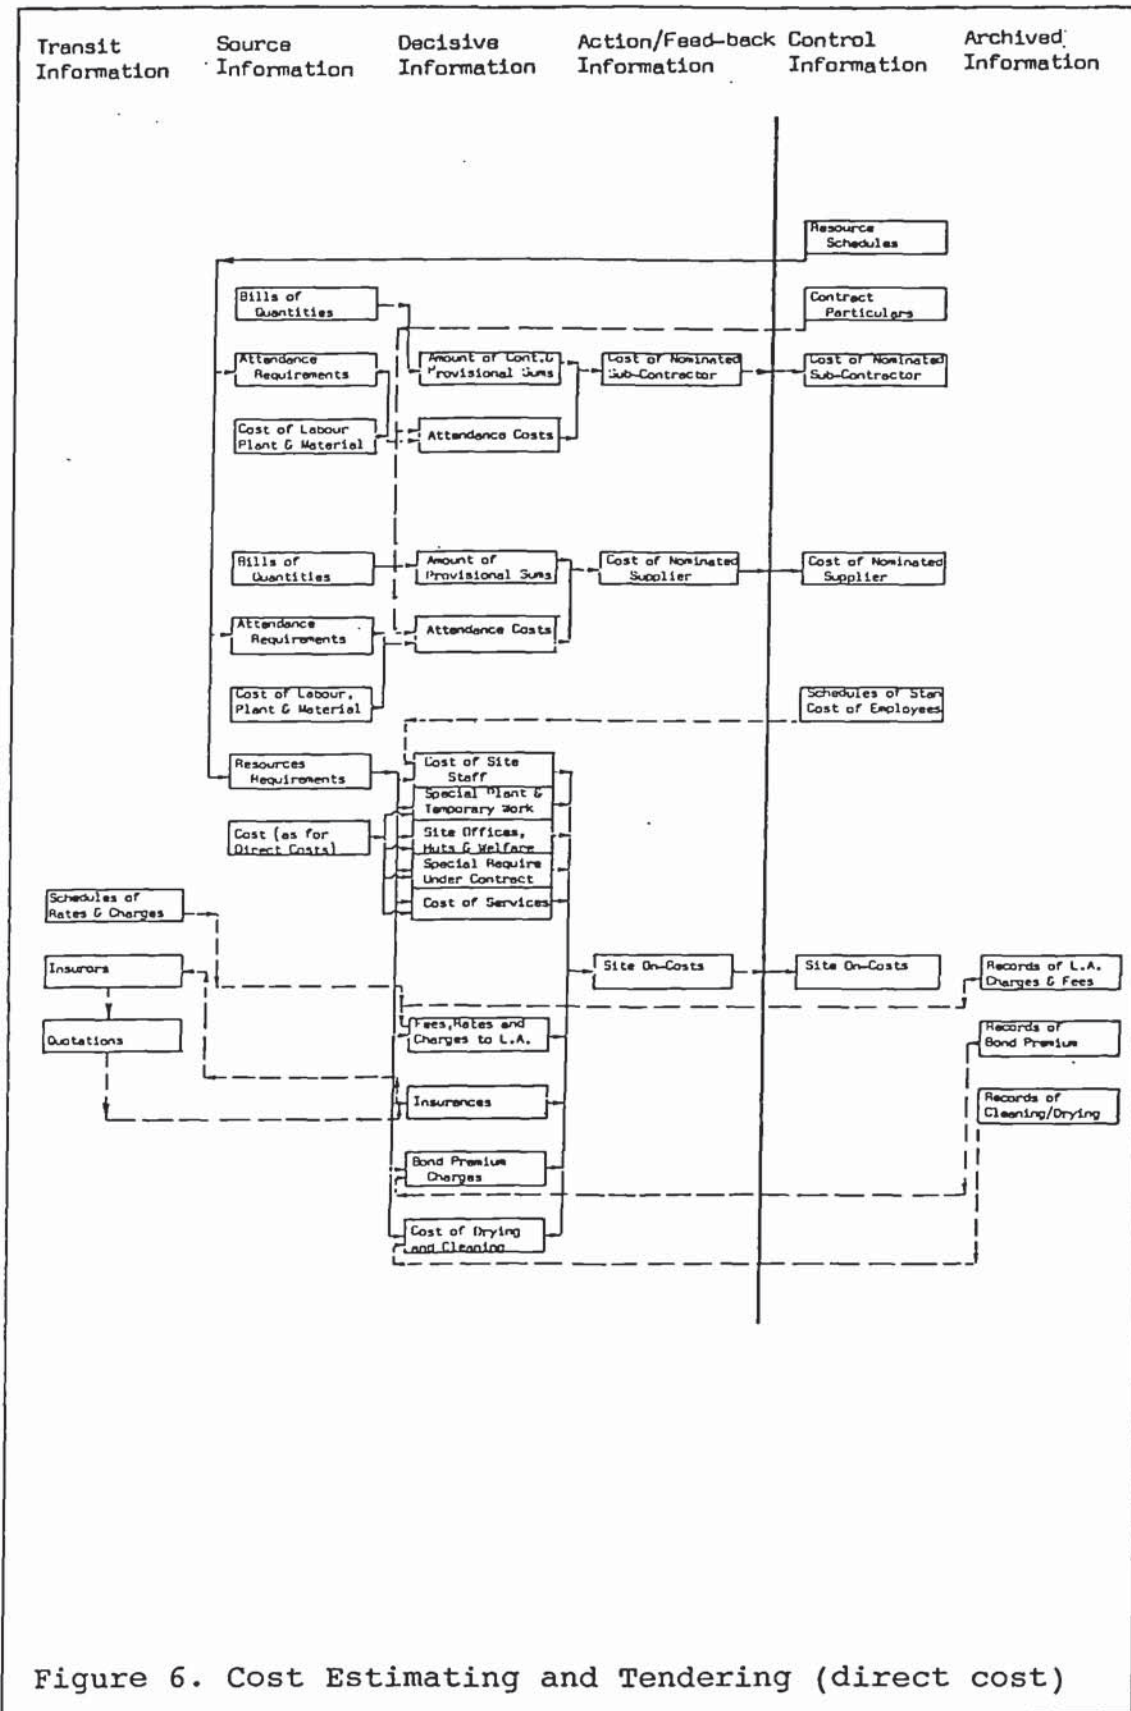 Transit
Information
Source
Information
Decisive
Information
Action/Feed-back
Information
Control
Information
Archived
Information
Resource
Schedules
Bills of
Quantities
Contract
Particulars
Attendance
Requirements
Amount of Cont.&
Provisional Sums
Cost of Nominated
Sub-Contractor
Cost of Nominated
Sub-Contractor
Cost of Labour
Plant & Material
Attendance Costs
Bills of
Quantities
Amount of
Provisional Sums
Cost of Nominated
Supplier
Cost of Nominated
Supplier
Attendance
Requirements
Attendance Costs
Cost of Labour,
Plant & Material
Schedules of Stan
Cost of Employees
Resources
Requirements
Cost of Site
Staff
Special Plant &
Temporary Work
Cost (as for
Direct Costs)
Site Offices,
Huts & Welfare
Special Require
Under Contract
Schedules of
Rates & Charges
Cost of Services
Insurors
Site On-Costs
Site On-Costs
Records of L.A.
Charges & Fees
Quotations
Fees,Rates and
Charges to L.A.
Records of
Bond Premium
Insurances
Records of
Cleaning/Drying
Bond Premium
Charges
Cost of Drying
and Cleaning
Figure 6. Cost Estimating and Tendering (direct cost)